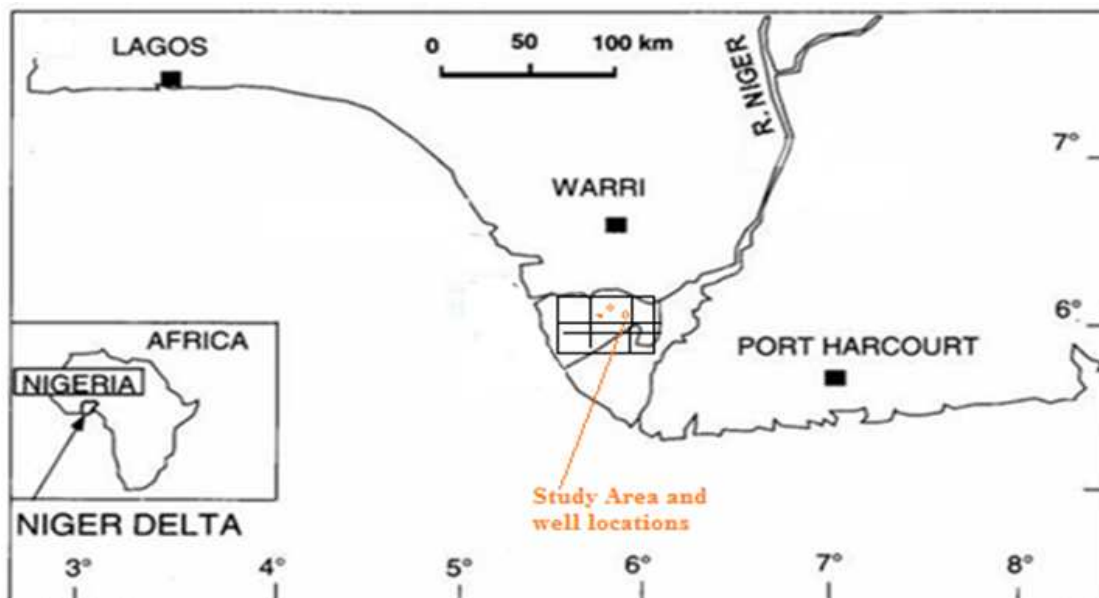 LAGOS
0 50 100 km
R. NIGER
7°
WARRI
6°
AFRICA
PORT HARCOURT
NIGERIA
Study Area and
well locations
NIGER DELTA
3° 4° 5° 6° 7° 8°